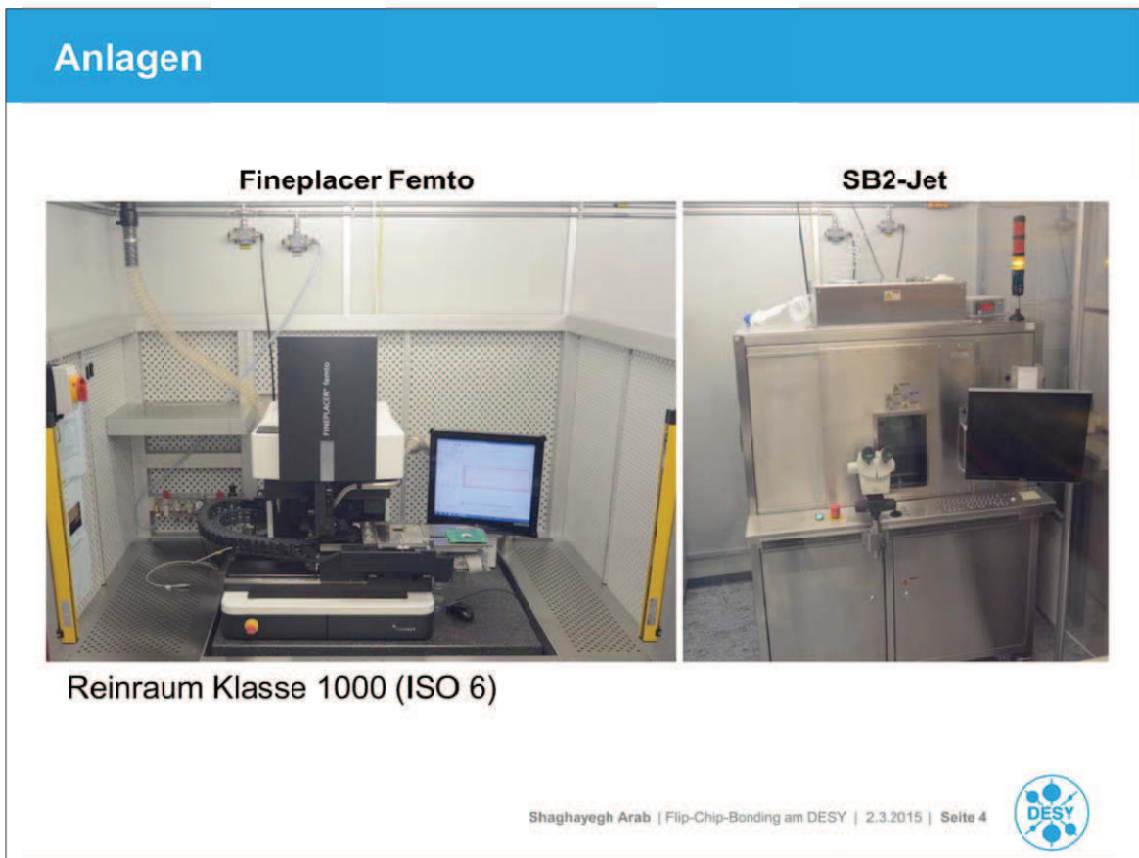 Anlagen
Fineplacer Femto
SB2-Jet
FINEPLACER® femto
Reinraum Klasse 1000 (ISO 6)
Shaghayegh Arab | Flip-Chip-Bonding am DESY | 2.3.2015 | Seite 4
DESY